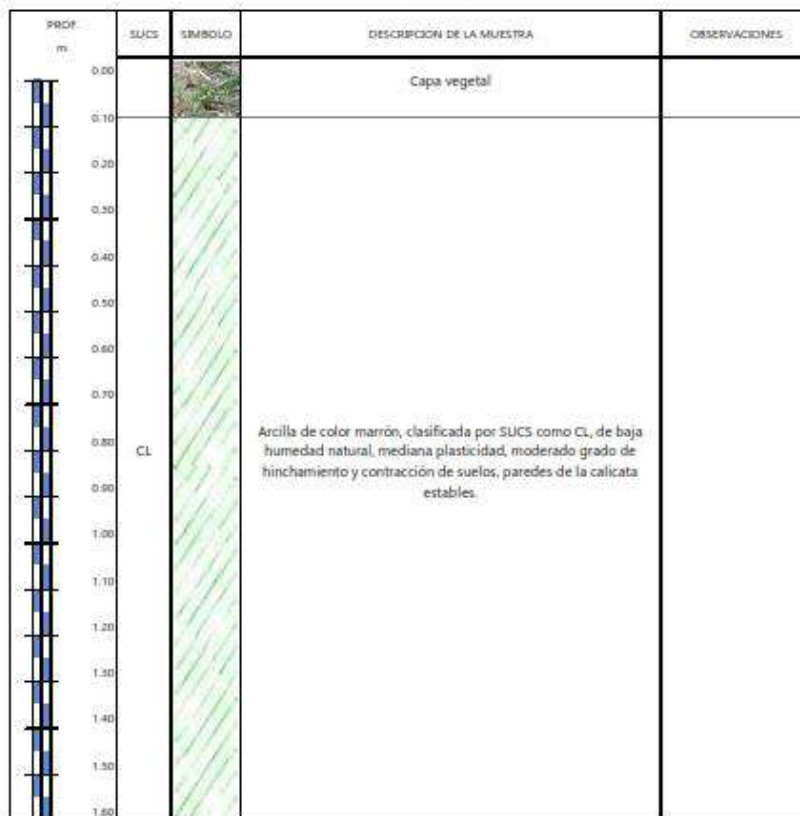 PROF.
m
SUCS
SIMBOLO
DESCRIPCION DE LA MUESTRA
OBSERVACIONES
0.00
Capa vegetal
0.10
0.20
0.30
0.40
0.50
0.60
0.70
0.80
0.90
1.00
1.10
1.20
1.30
1.40
1.50
1.60
CL
Arcilla de color marrón, clasificada por SUCS como CL, de baja
humedad natural, mediana plasticidad, moderado grado de
hinchamiento y contracción de suelos, paredes de la calicata
estables.